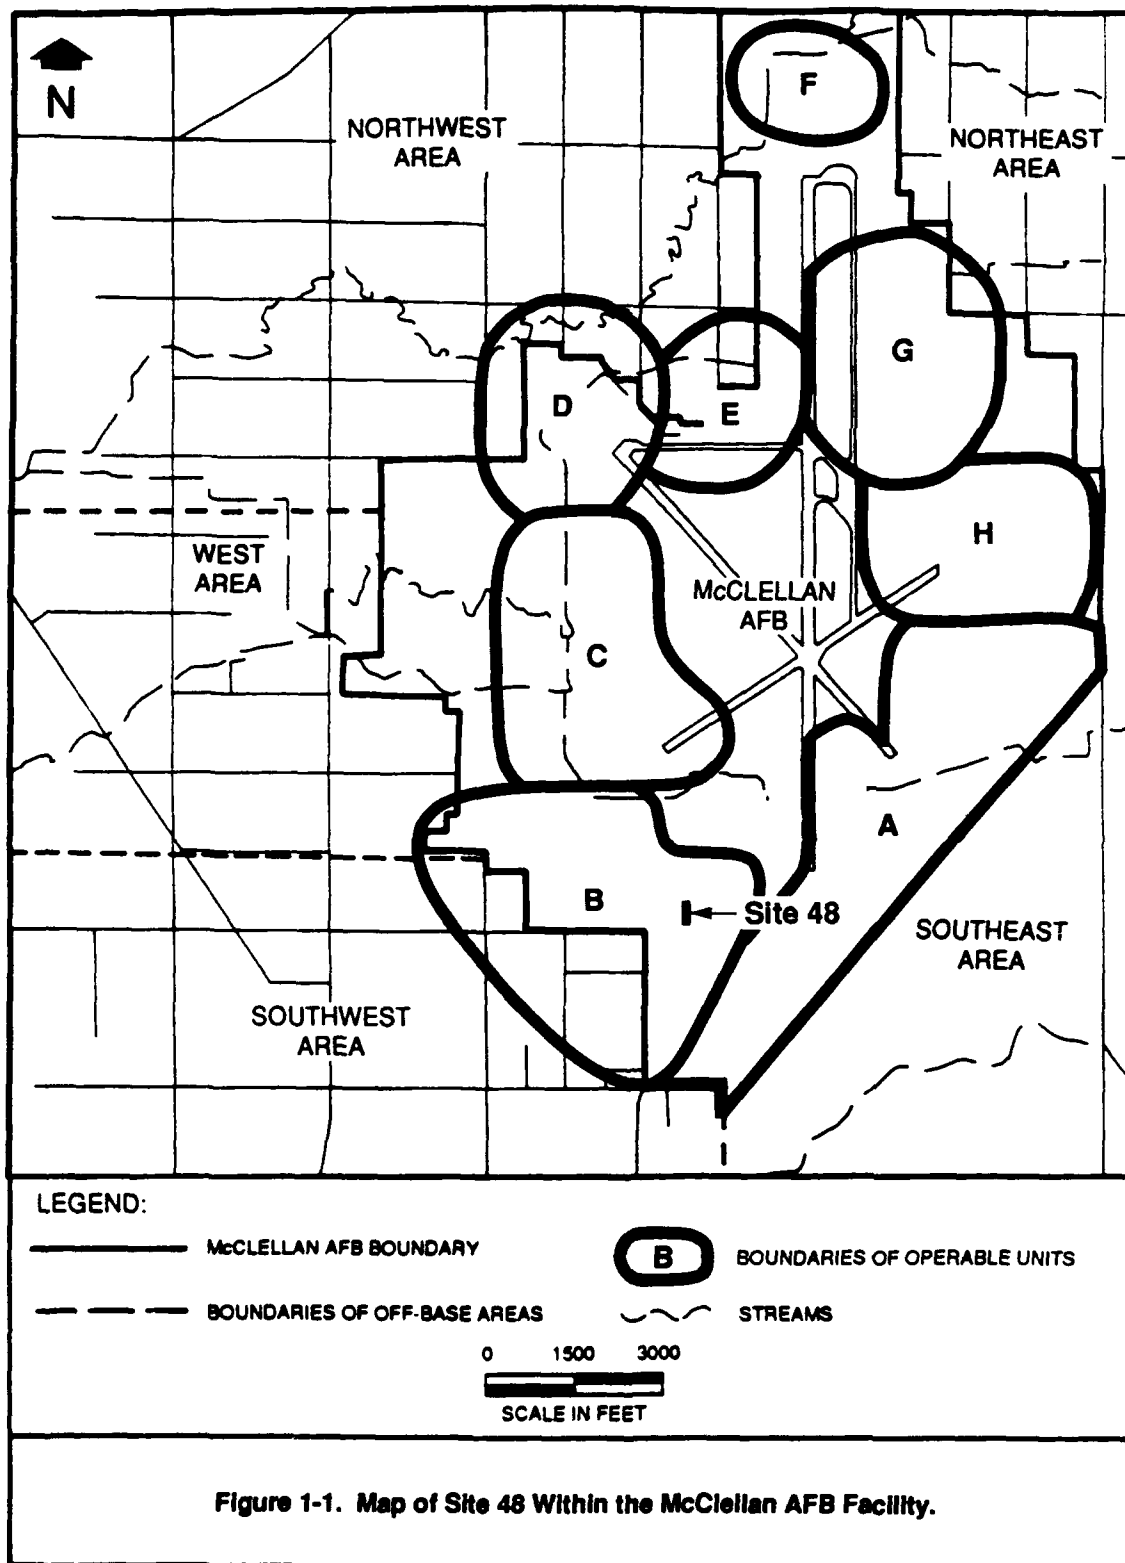 N
NORTHWEST
AREA
F
NORTHEAST
AREA
G
D
E
H
WEST
AREA
McCLELLAN
AFB
C
A
B
Site 48
SOUTHEAST
AREA
SOUTHWEST
AREA
LEGEND:
McCLELLAN AFB BOUNDARY
B
BOUNDARIES OF OPERABLE UNITS
BOUNDARIES OF OFF-BASE AREAS
STREAMS
0 1500 3000
SCALE IN FEET
Figure 1-1. Map of Site 48 Within the McClellan AFB Facility.